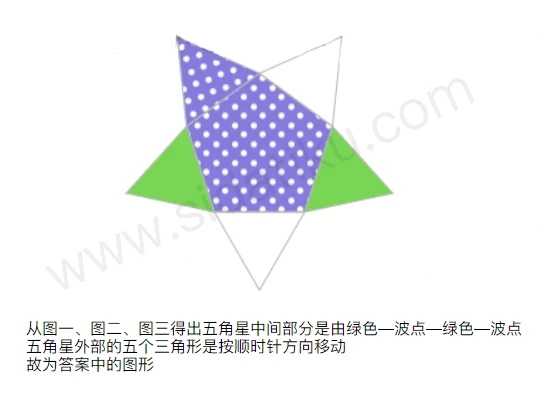 从图一、图二、图三得出五角星中间部分是由绿色—波点—绿色—波点
五角星外部的五个三角形是按顺时针方向移动
故为答案中的图形